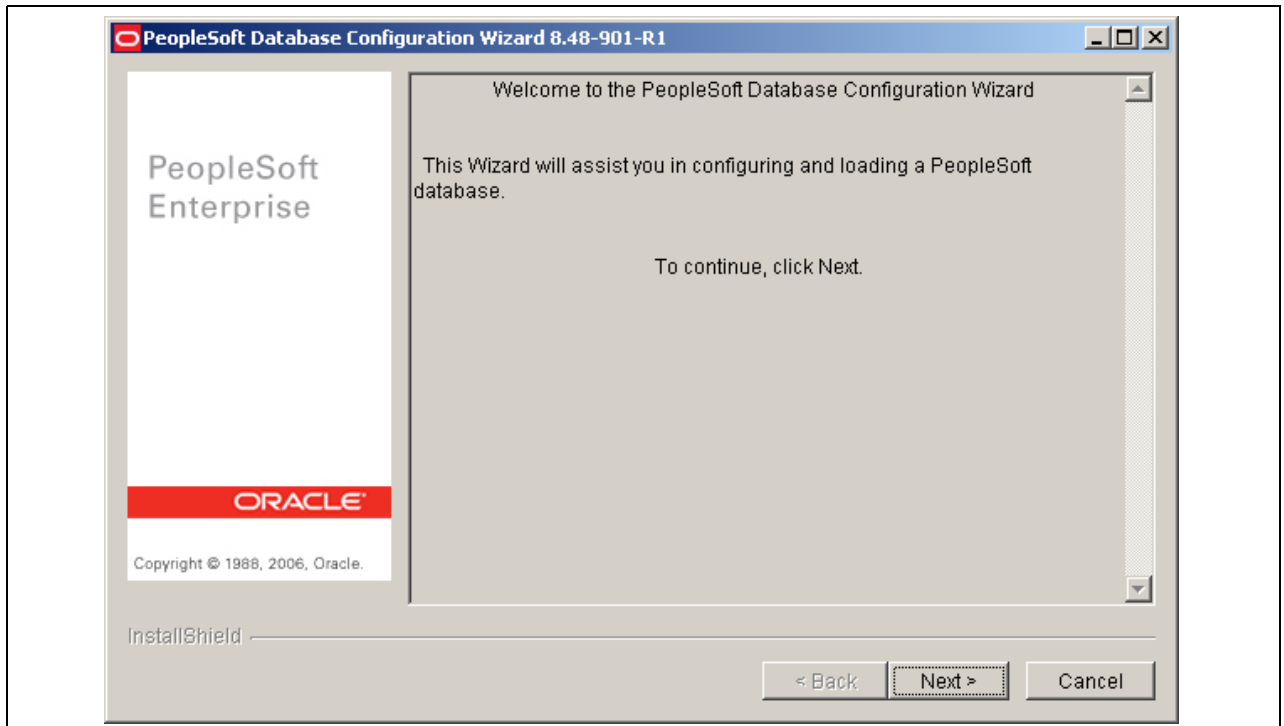 PeopleSoft Database Configuration Wizard 8.48-901-R1
PeopleSoft
Enterprise
ORACLE
Copyright © 1988, 2006, Oracle.
Welcome to the PeopleSoft Database Configuration Wizard
This Wizard will assist you in configuring and loading a PeopleSoft
database.
To continue, click Next.
InstallShield
< Back
Next >
Cancel